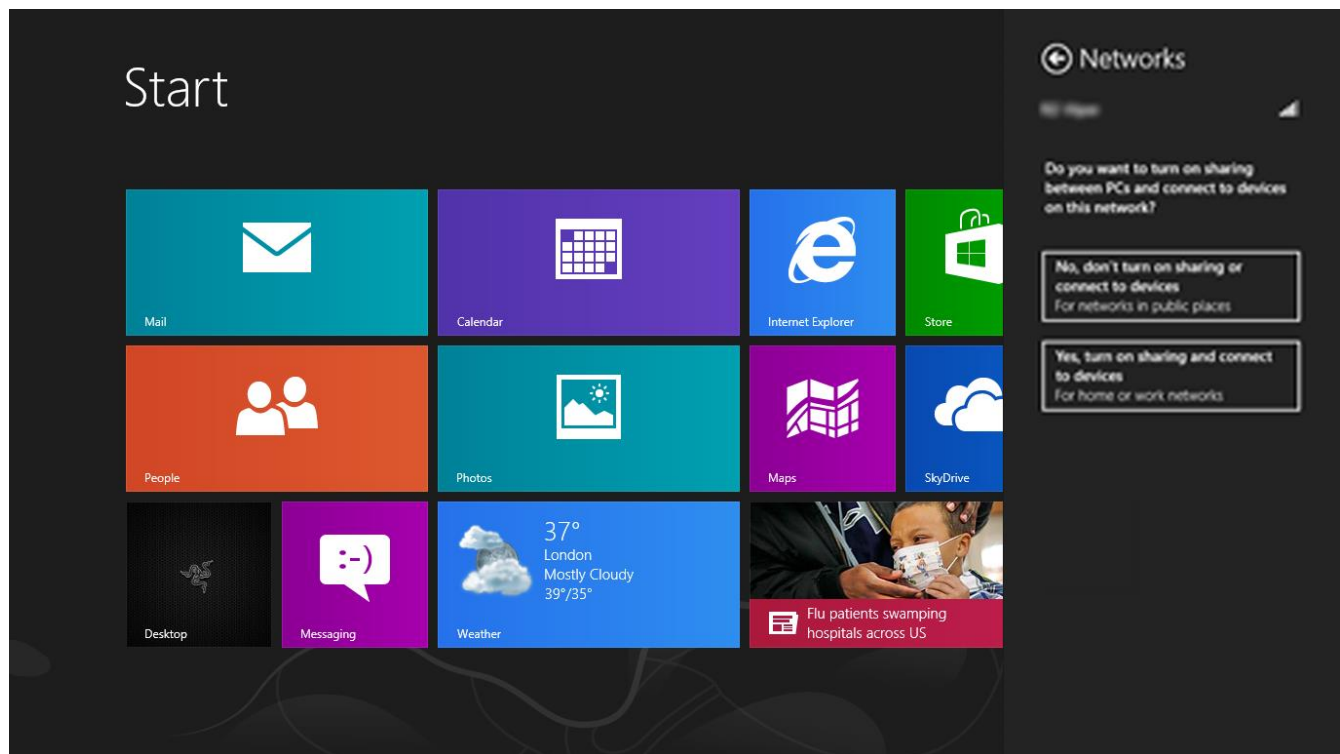 Start
Mail
Calendar
Internet Explorer
Store
People
Photos
Maps
SkyDrive
Desktop
Messaging
37°
London
Mostly Cloudy
39°/35°
Weather
Flu patients swamping
hospitals across US
Networks
Do you want to turn on sharing
between PCs and connect to devices
on this network?
No, don't turn on sharing or
connect to devices
For networks in public places
Yes, turn on sharing and connect
to devices
For home or work networks